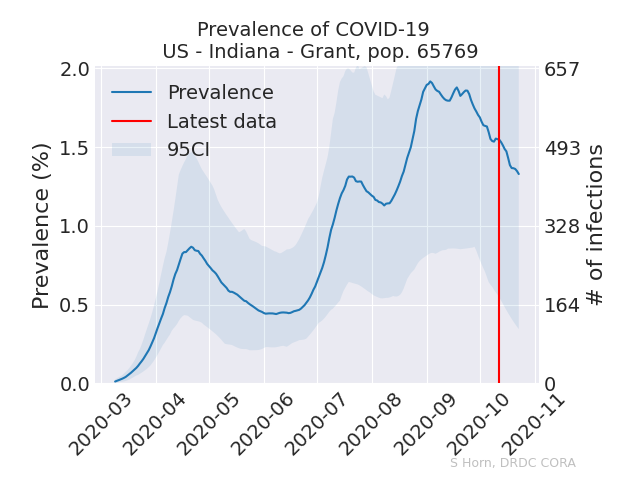 Prevalence of COVID-19
US - Indiana - Grant, pop. 65769
Prevalence
Latest data
95CI
Prevalence (%)
2.0
1.5
1.0
0.5
0.0
657
493
328
164
0
# of infections
2020-03
2020-04
2020-05
2020-06
2020-07
2020-08
2020-09
2020-10
2020-11
S Horn, DRDC CORA